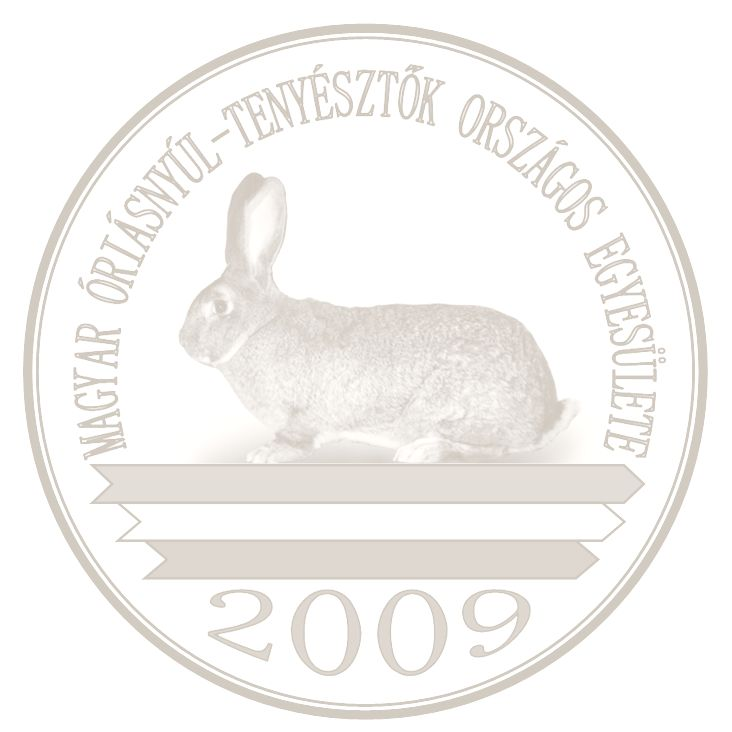 MAGYAR ÓRIÁSNYÚL-TENYÉSZTŐK ORSZÁGOS EGYESÜLETE
2009